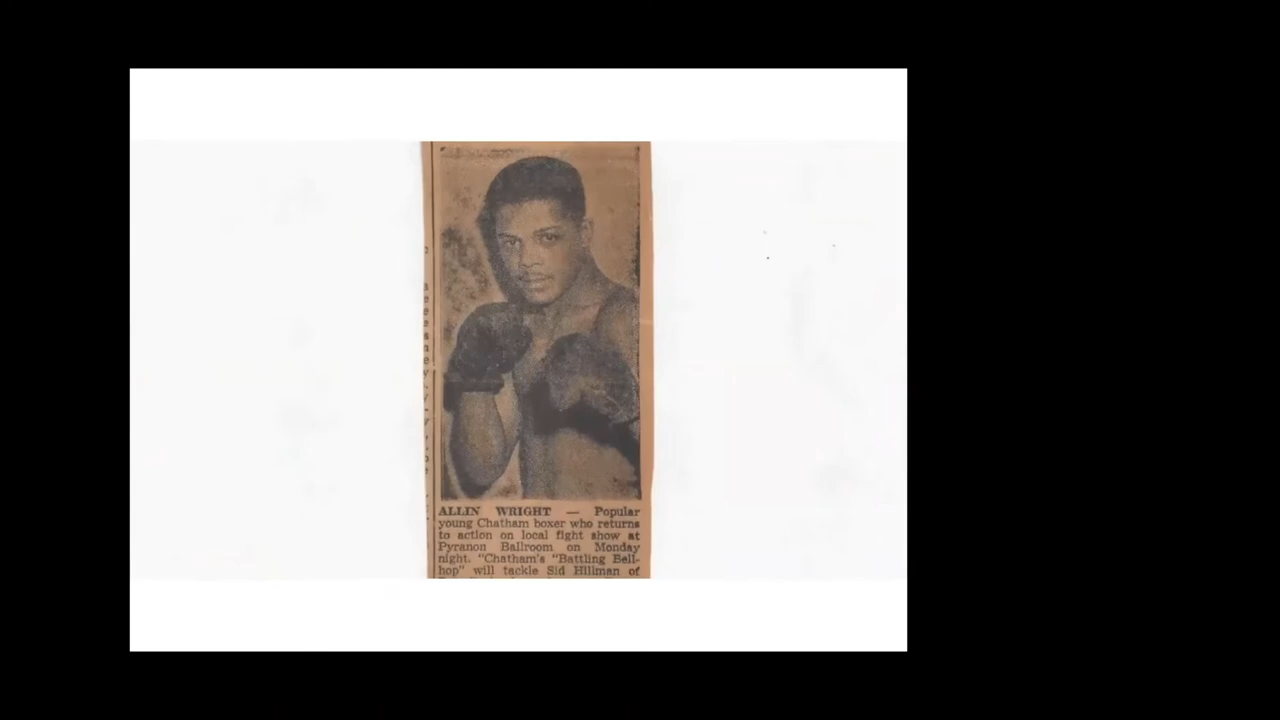 ALLIN WRIGHT — Popular
young Chatham boxer who returns
to action on local fight show at
Pyranon Ballroom on Monday
night. "Chatham's "Battling Bell-
hop" will tackle Sid Hillman of